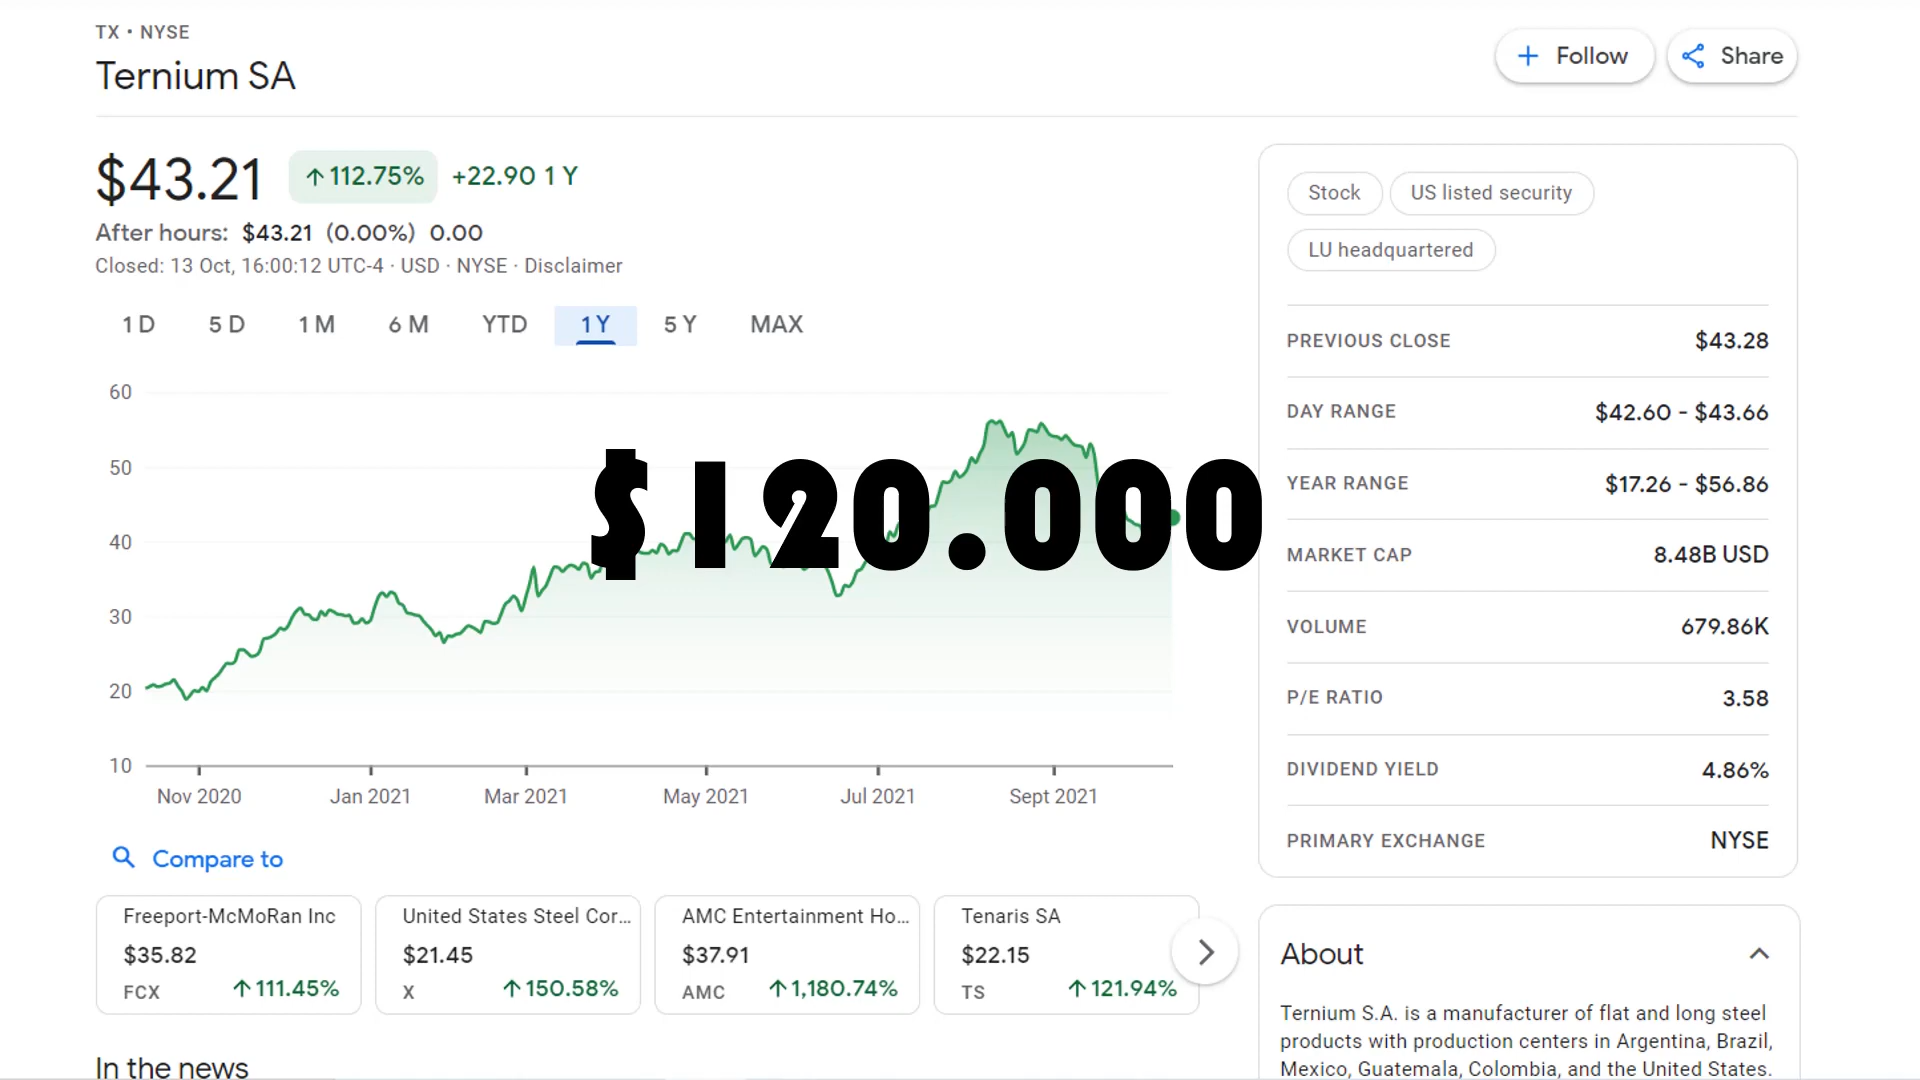 TX • NYSE
Ternium SA
Follow
Share
$43.21
↑112.75%
+22.90 1 Y
After hours: $43.21 (0.00%) 0.00
Closed: 13 Oct, 16:00:12 UTC-4 · USD · NYSE · Disclaimer
1 D
5 D
1 M
6 M
YTD
1 Y
5 Y
MAX
60
50
40
30
20
10
$120.000
Nov 2020
Jan 2021
Mar 2021
May 2021
Jul 2021
Sept 2021
Compare to
Freeport-McMoRan Inc
$35.82
FCX ↑111.45%
United States Steel Cor...
$21.45
X ↑150.58%
AMC Entertainment Ho...
$37.91
AMC ↑1,180.74%
Tenaris SA
$22.15
TS ↑121.94%
In the news
Stock
US listed security
LU headquartered
PREVIOUS CLOSE $43.28
DAY RANGE $42.60 - $43.66
YEAR RANGE $17.26 - $56.86
MARKET CAP 8.48B USD
VOLUME 679.86K
P/E RATIO 3.58
DIVIDEND YIELD 4.86%
PRIMARY EXCHANGE NYSE
About
Ternium S.A. is a manufacturer of flat and long steel
products with production centers in Argentina, Brazil,
Mexico, Guatemala, Colombia, and the United States.